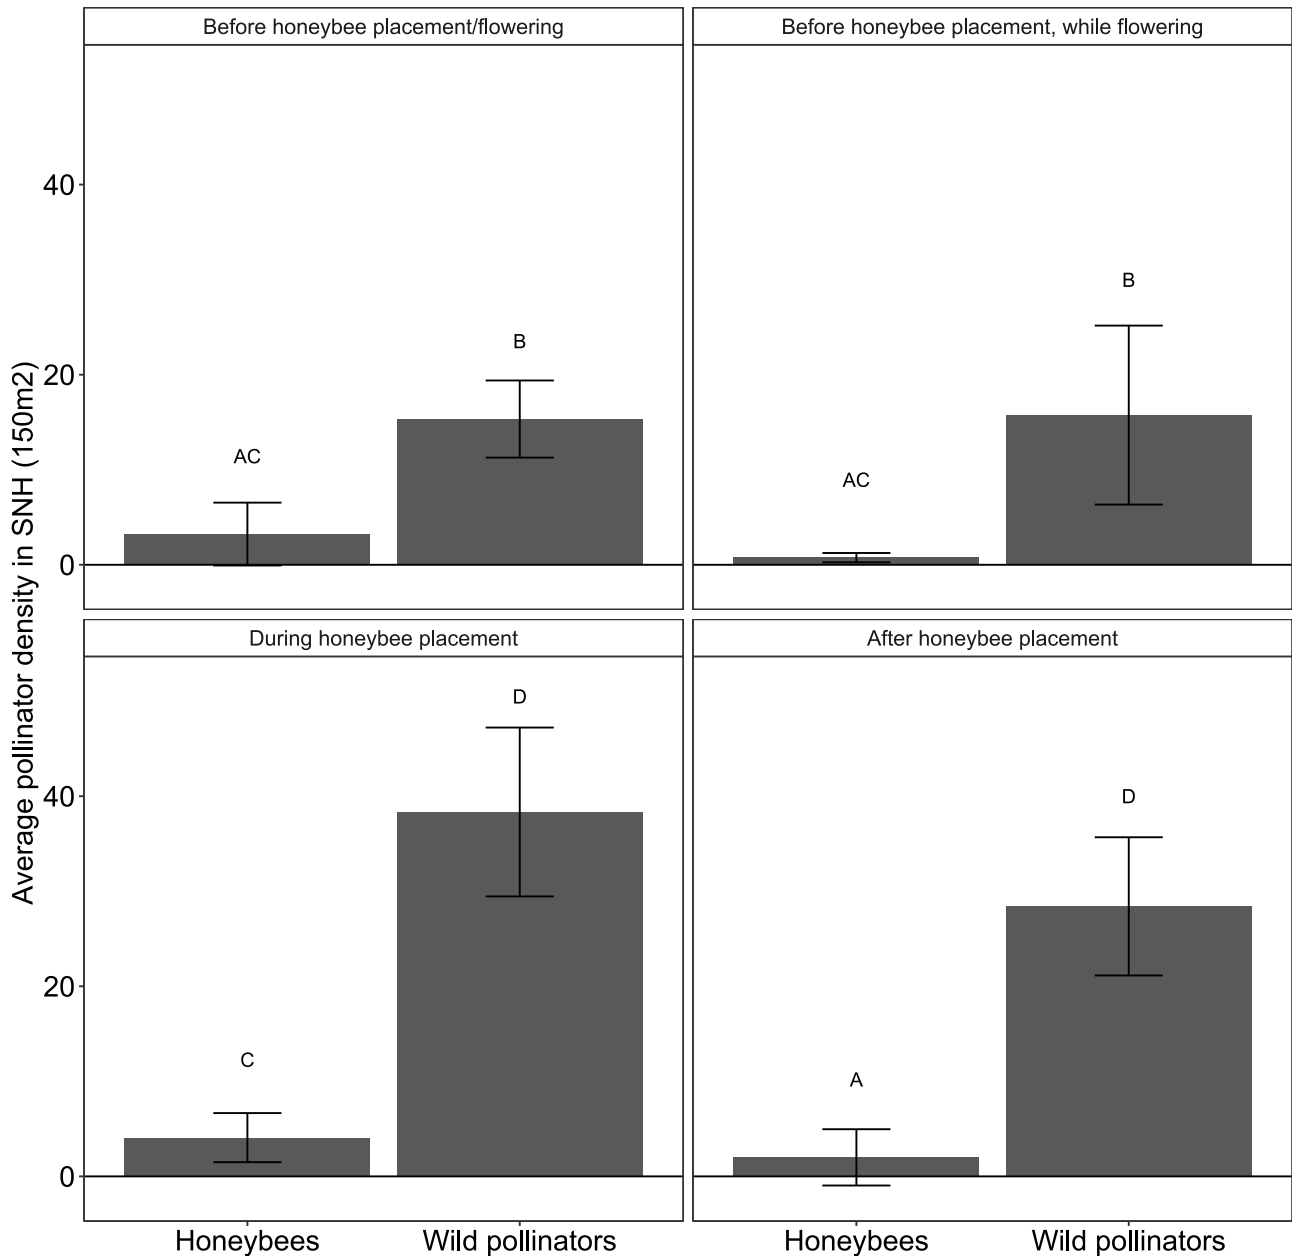 Before honeybee placement/flowering
Before honeybee placement, while flowering
40
20
0
AC
B
AC
B
During honeybee placement
After honeybee placement
40
20
0
C
D
A
D
Average pollinator density in SNH (150m2)
Honeybees
Wild pollinators
Honeybees
Wild pollinators